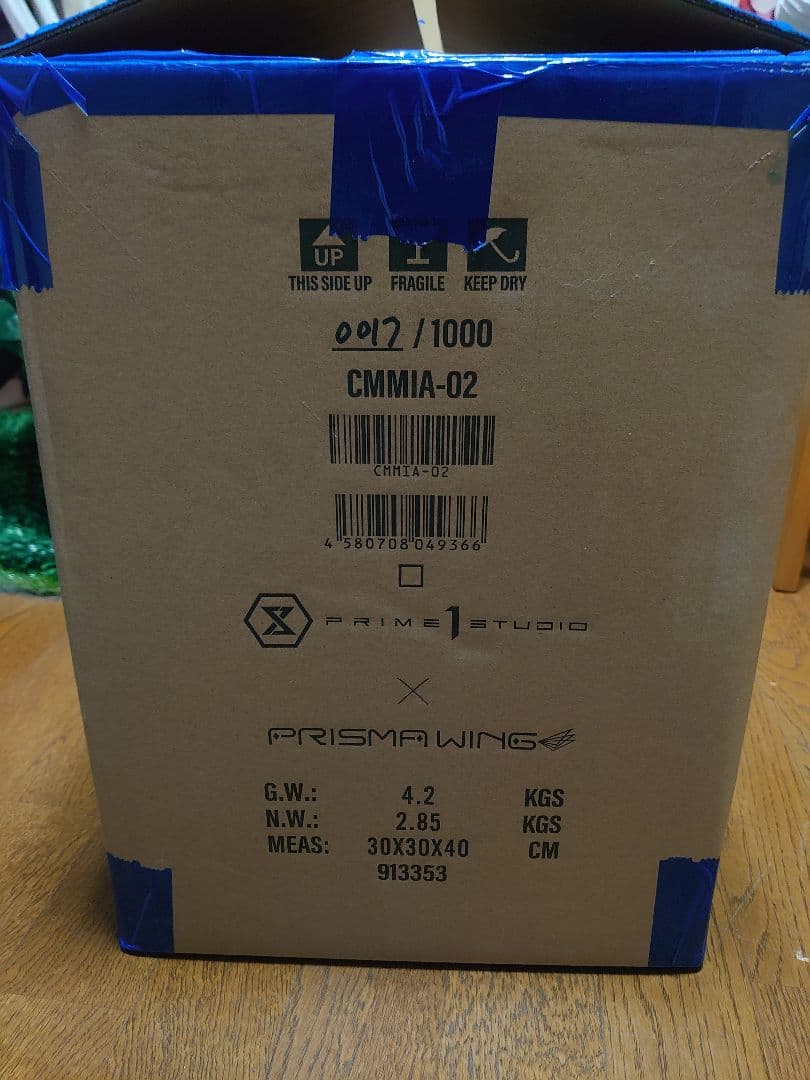 UP
THIS SIDE UP FRAGILE KEEP DRY
0017 / 1000
CMMIA-02
CMMIA-02
4 580708 049366
PRIME 1 STUDIO
×
PRISMA WING
G.W.: 4.2 KGS
N.W.: 2.85 KGS
MEAS: 30X30X40 CM
913353